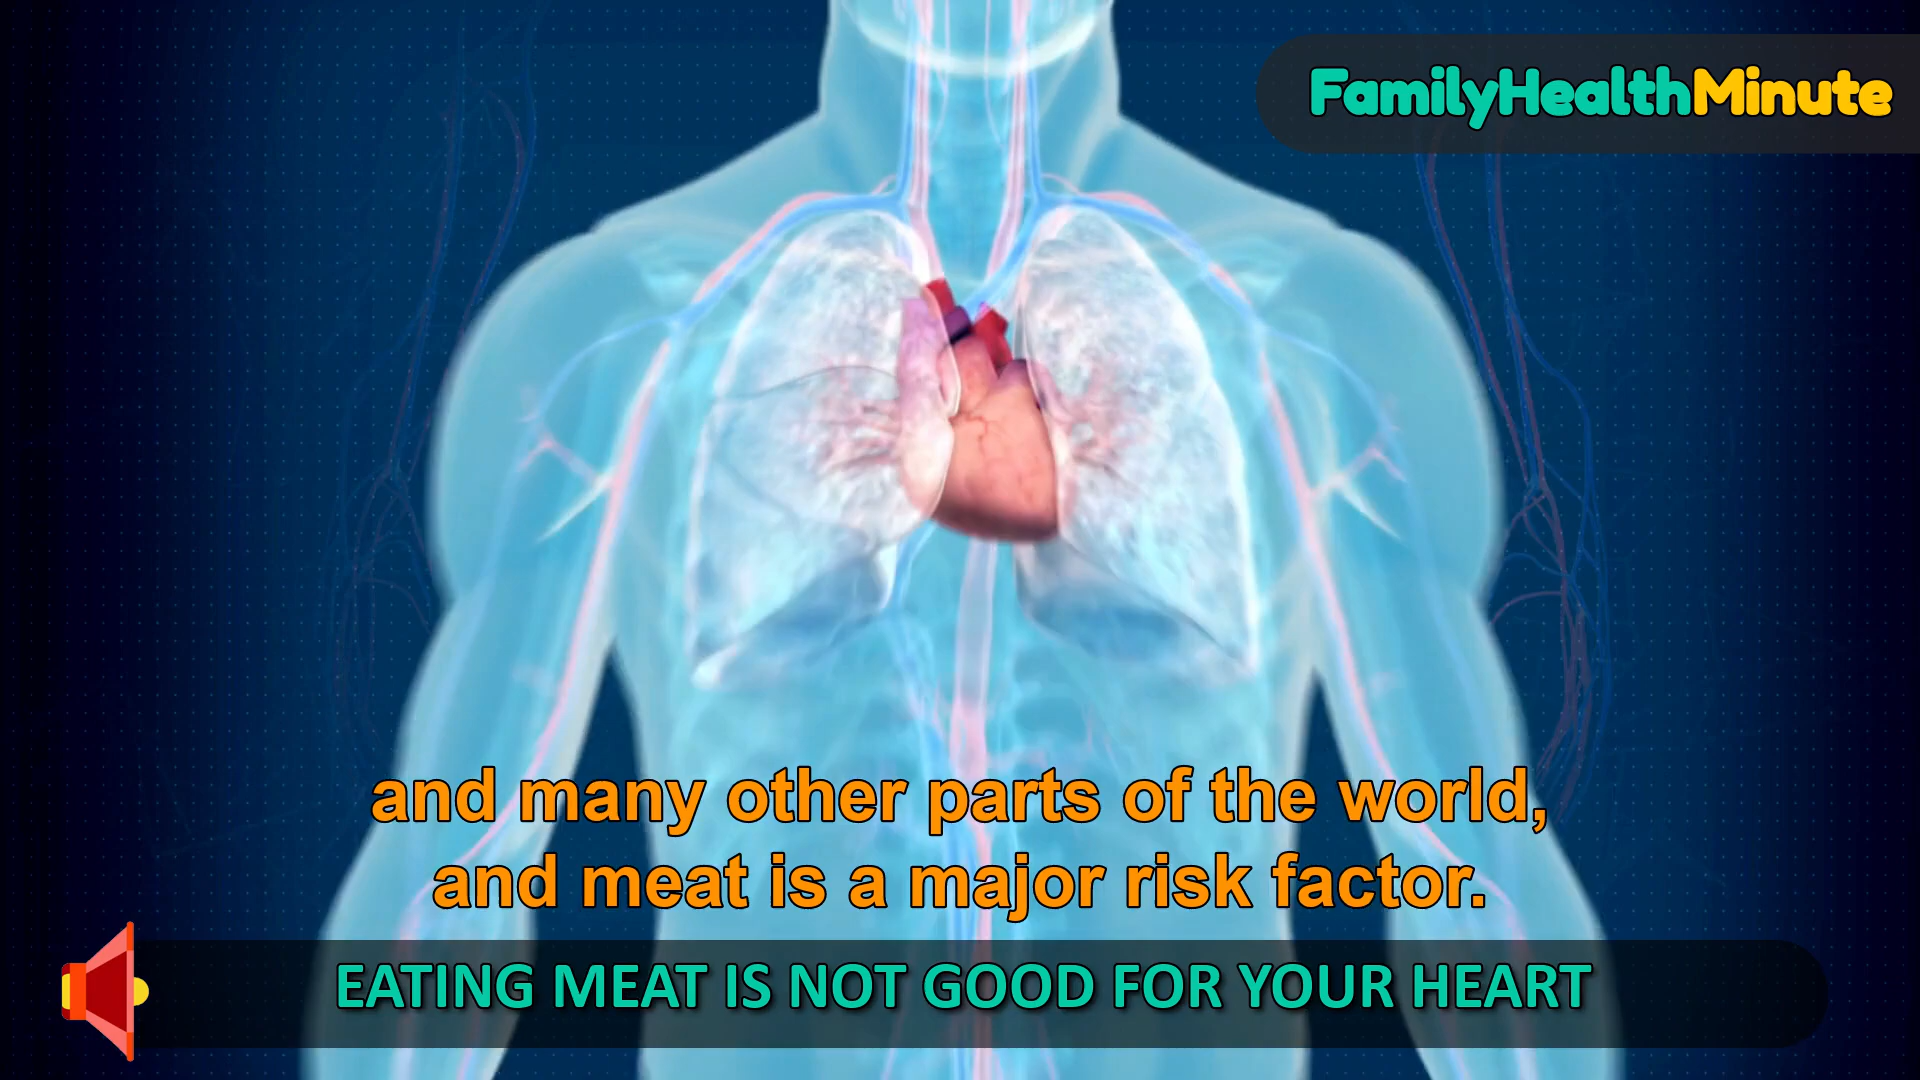 FamilyHealthMinute
and many other parts of the world,
and meat is a major risk factor.
EATING MEAT IS NOT GOOD FOR YOUR HEART